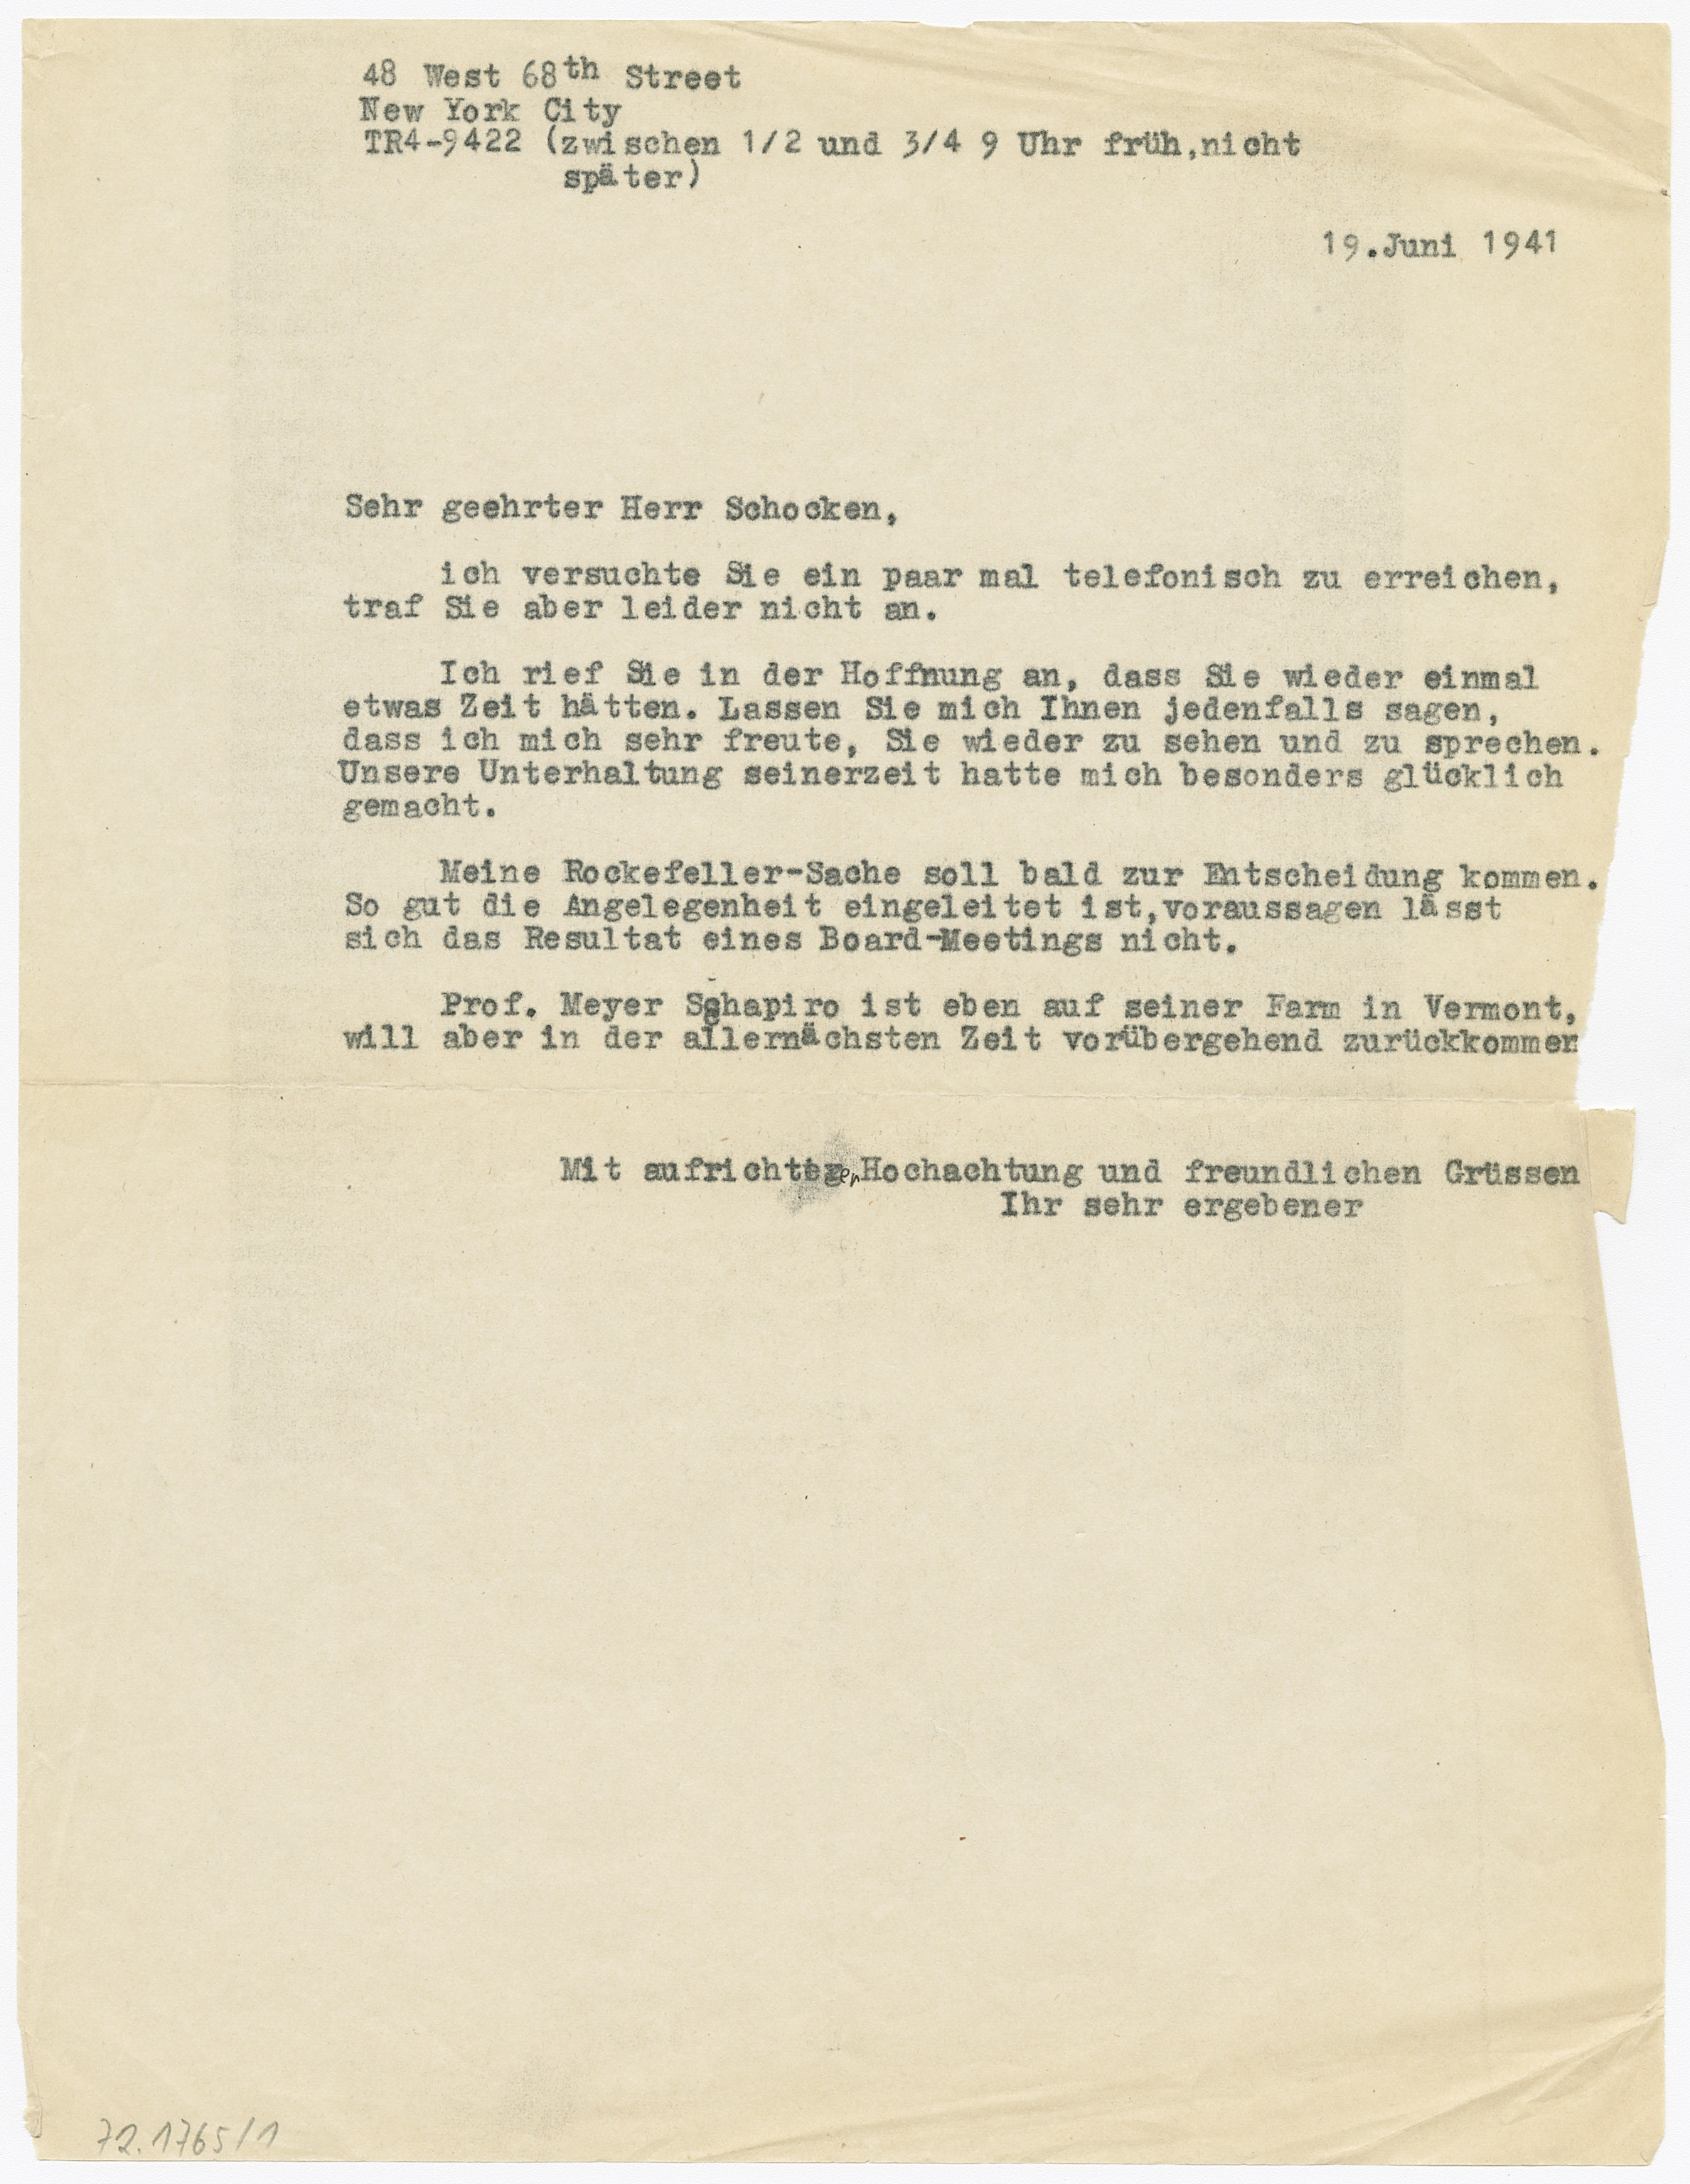 48 West 68th Street
New York City
TR4-9422 (zwischen 1/2 und 3/4 9 Uhr früh,nicht
später)
19.Juni 1941
Sehr geehrter Herr Schocken,
ich versuchte Sie ein paar mal telefonisch zu erreichen,
traf Sie aber leider nicht an.
Ich rief Sie in der Hoffnung an, dass Sie wieder einmal
etwas Zeit hätten. Lassen Sie mich Ihnen jedenfalls sagen,
dass ich mich sehr freute, Sie wieder zu sehen und zu sprechen.
Unsere Unterhaltung seinerzeit hatte mich besonders glücklich
gemacht.
Meine Rockefeller-Sache soll bald zur Entscheidung kommen.
So gut die Angelegenheit eingeleitet ist,voraussagen lässt
sich das Resultat eines Board-Meetings nicht.
Prof. Meyer Schapiro ist eben auf seiner Farm in Vermont,
will aber in der allernächsten Zeit vorübergehend zurückkommen
Mit aufrichtiger Hochachtung und freundlichen Grüssen
Ihr sehr ergebener
72.1765/1